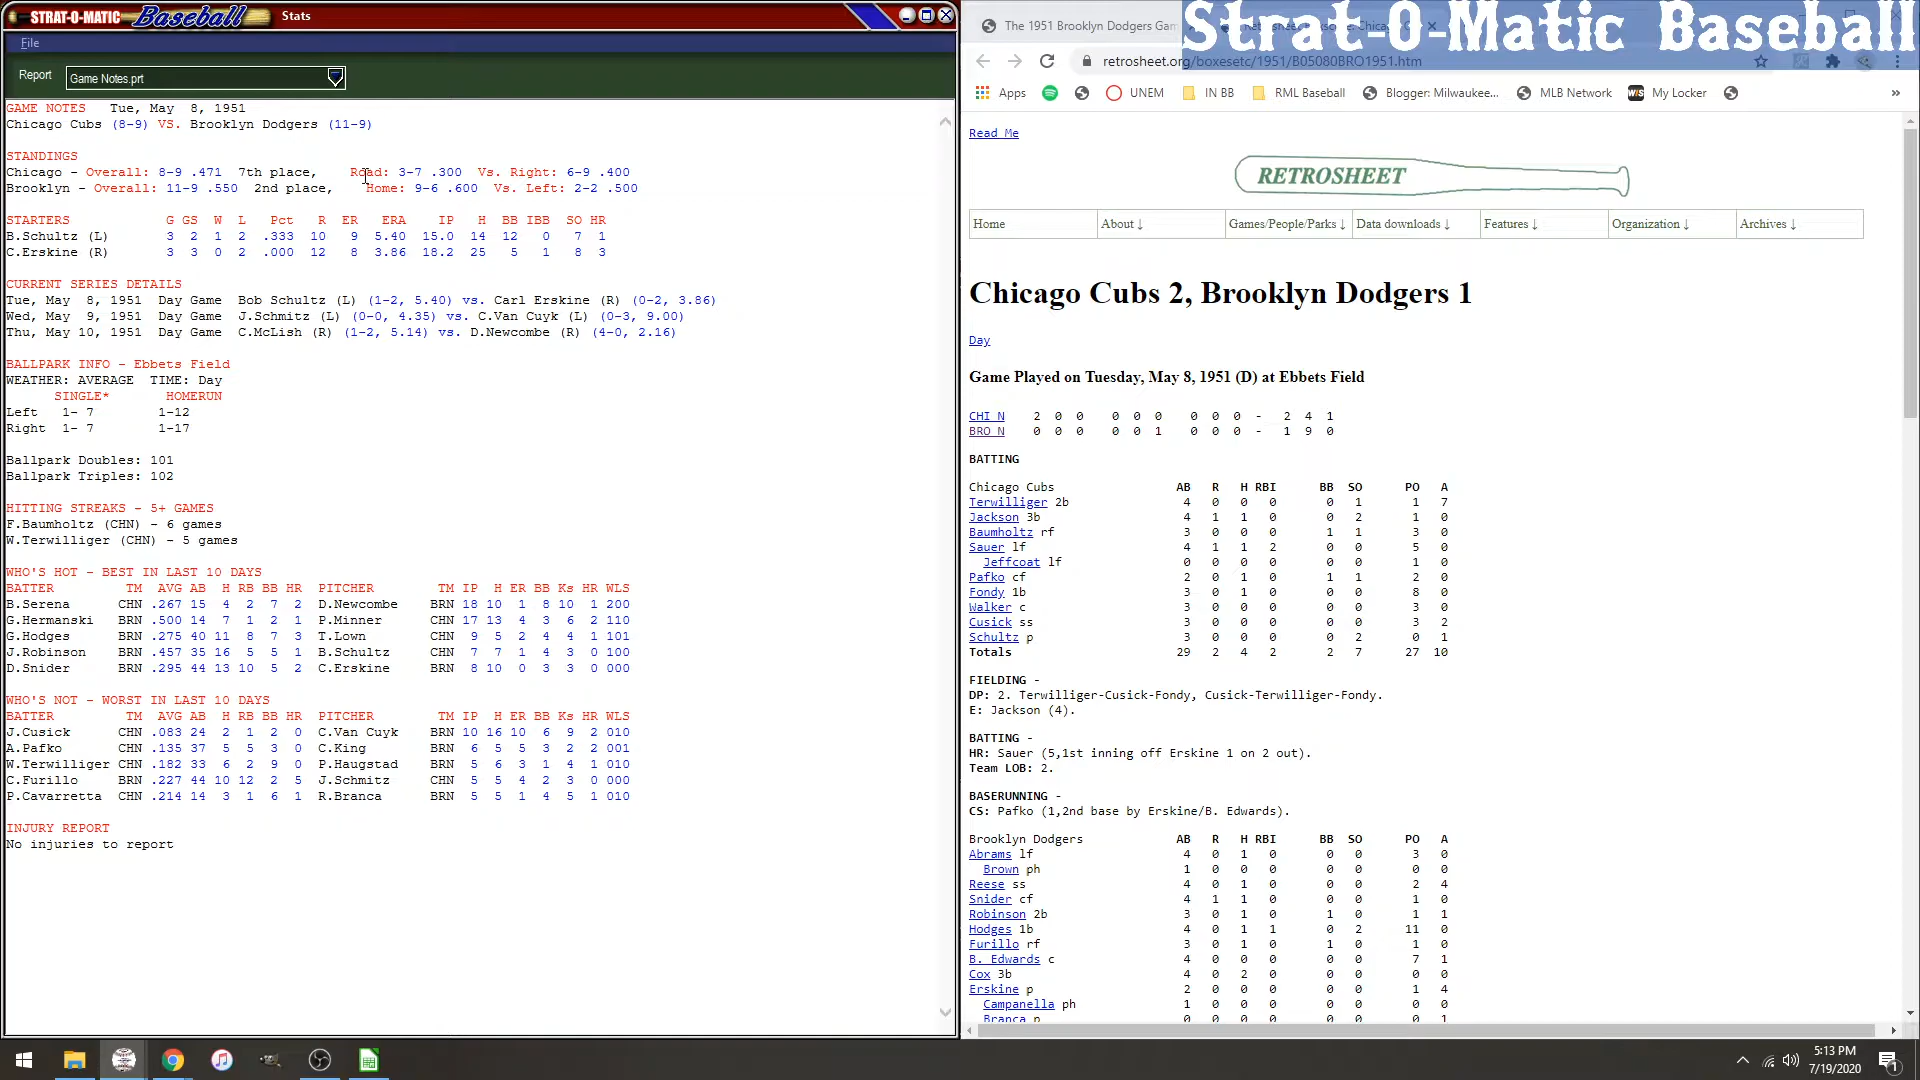 STRAT-O-MATIC Baseball Stats
File
Report Game Notes.prt
GAME NOTES Tue, May 8, 1951
Chicago Cubs (8-9) VS. Brooklyn Dodgers (11-9)
STANDINGS
Chicago - Overall: 8-9 .471 7th place, Road: 3-7 .300 Vs. Right: 6-9 .400
Brooklyn - Overall: 11-9 .550 2nd place, Home: 9-6 .600 Vs. Left: 2-2 .500
STARTERS G GS W L Pct R ER ERA IP H BB IBB SO HR
B.Schultz (L) 3 2 1 2 .333 10 9 5.40 15.0 14 12 0 7 1
C.Erskine (R) 3 3 0 2 .000 12 8 3.86 18.2 25 5 1 8 3
CURRENT SERIES DETAILS
Tue, May 8, 1951 Day Game Bob Schultz (L) (1-2, 5.40) vs. Carl Erskine (R) (0-2, 3.86)
Wed, May 9, 1951 Day Game J.Schmitz (L) (0-0, 4.35) vs. C.Van Cuyk (L) (0-3, 9.00)
Thu, May 10, 1951 Day Game C.McLish (R) (1-2, 5.14) vs. D.Newcombe (R) (4-0, 2.16)
BALLPARK INFO - Ebbets Field
WEATHER: AVERAGE TIME: Day
SINGLE* HOMERUN
Left 1- 7 1-12
Right 1- 7 1-17
Ballpark Doubles: 101
Ballpark Triples: 102
HITTING STREAKS - 5+ GAMES
F.Baumholtz (CHN) - 6 games
W.Terwilliger (CHN) - 5 games
WHO'S HOT - BEST IN LAST 10 DAYS
BATTER TM AVG AB H RB BB HR PITCHER TM IP H ER BB Ks HR WLS
B.Serena CHN .267 15 4 2 7 2 D.Newcombe BRN 18 10 1 8 10 1 200
G.Hermanski BRN .500 14 7 1 2 1 P.Minner CHN 17 13 4 3 6 2 110
G.Hodges BRN .275 40 11 8 7 3 T.Lown CHN 9 5 2 4 4 1 101
J.Robinson BRN .457 35 16 5 5 1 B.Schultz CHN 7 7 1 4 3 0 100
D.Snider BRN .295 44 13 10 5 2 C.Erskine BRN 8 10 0 3 3 0 000
WHO'S NOT - WORST IN LAST 10 DAYS
BATTER TM AVG AB H RB BB HR PITCHER TM IP H ER BB Ks HR WLS
J.Cusick CHN .083 24 2 1 2 0 C.Van Cuyk BRN 10 16 10 6 9 2 010
A.Pafko CHN .135 37 5 5 3 0 C.King BRN 6 5 5 3 2 2 001
W.Terwilliger CHN .182 33 6 2 9 0 P.Haugstad BRN 5 6 3 1 4 1 010
C.Furillo BRN .227 44 10 12 2 5 J.Schmitz CHN 5 5 4 2 3 0 000
P.Cavarretta CHN .214 14 3 1 6 1 R.Branca BRN 5 5 1 4 5 1 010
INJURY REPORT
No injuries to report
The 1951 Brooklyn Dodgers Gam
Strat-O-Matic Baseball
retrosheet.org/boxesetc/1951/B05080BRO1951.htm
Apps UNEM IN BB RML Baseball Blogger: Milwaukee... MLB Network My Locker »
Read Me
RETROSHEET
Home About ↓ Games/People/Parks ↓ Data downloads ↓ Features ↓ Organization ↓ Archives ↓
Chicago Cubs 2, Brooklyn Dodgers 1
Day
Game Played on Tuesday, May 8, 1951 (D) at Ebbets Field
CHI N 2 0 0 0 0 0 0 0 0 - 2 4 1
BRO N 0 0 0 0 0 1 0 0 0 - 1 9 0
BATTING
Chicago Cubs AB R H RBI BB SO PO A
Terwilliger 2b 4 0 0 0 0 1 1 7
Jackson 3b 4 1 1 0 0 2 1 0
Baumholtz rf 3 0 0 0 1 1 3 0
Sauer lf 4 1 1 2 0 0 5 0
Jeffcoat lf 0 0 0 0 0 0 1 0
Pafko cf 2 0 1 0 1 1 2 0
Fondy 1b 3 0 1 0 0 0 8 0
Walker c 3 0 0 0 0 0 3 0
Cusick ss 3 0 0 0 0 0 3 2
Schultz p 3 0 0 0 0 2 0 1
Totals 29 2 4 2 2 7 27 10
FIELDING -
DP: 2. Terwilliger-Cusick-Fondy, Cusick-Terwilliger-Fondy.
E: Jackson (4).
BATTING -
HR: Sauer (5,1st inning off Erskine 1 on 2 out).
Team LOB: 2.
BASERUNNING -
CS: Pafko (1,2nd base by Erskine/B. Edwards).
Brooklyn Dodgers AB R H RBI BB SO PO A
Abrams lf 4 0 1 0 0 0 3 0
Brown ph 1 0 0 0 0 0 0 0
Reese ss 4 0 1 0 0 0 2 4
Snider cf 4 1 1 0 0 0 1 0
Robinson 2b 3 0 1 0 1 0 1 1
Hodges 1b 4 0 1 1 0 2 11 0
Furillo rf 3 0 1 0 1 0 1 0
B. Edwards c 4 0 0 0 0 0 7 1
Cox 3b 4 0 2 0 0 0 0 0
Erskine p 2 0 0 0 0 0 1 4
Campanella ph 1 0 0 0 0 0 0 0
Branca p 0 0 0 0 0 0 0 1
5:13 PM
7/19/2020
1